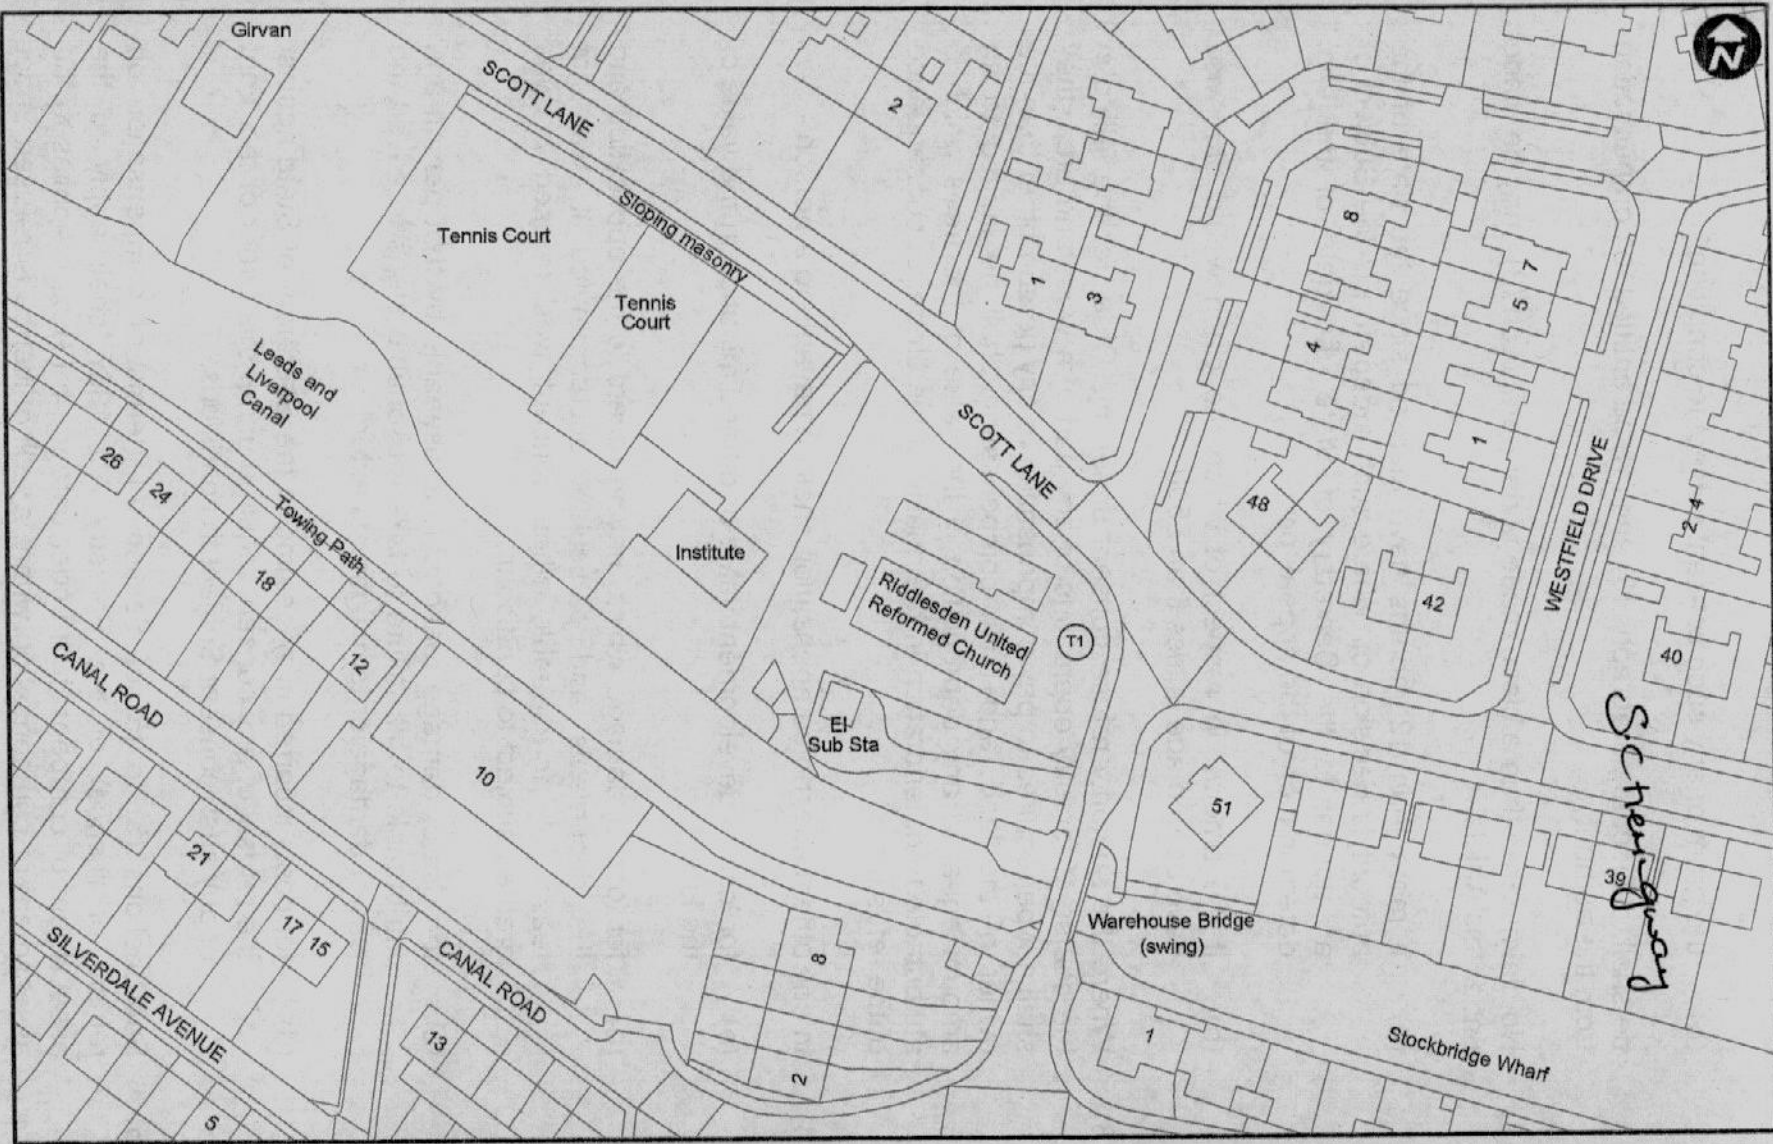 Girvan
SCOTT LANE
2
N
Sloping masonry
Tennis Court
Tennis
Court
1
3
8
7
5
4
1
Leeds and
Liverpool
Canal
SCOTT LANE
WESTFIELD DRIVE
26
24
Towing Path
18
12
Institute
48
42
2-4
40
Riddlesden United
Reformed Church
T1
CANAL ROAD
El
Sub Sta
10
51
39
21
17 15
Warehouse Bridge
(swing)
8
SILVERDALE AVENUE
CANAL ROAD
13
1
Stockbridge Wharf
2
5